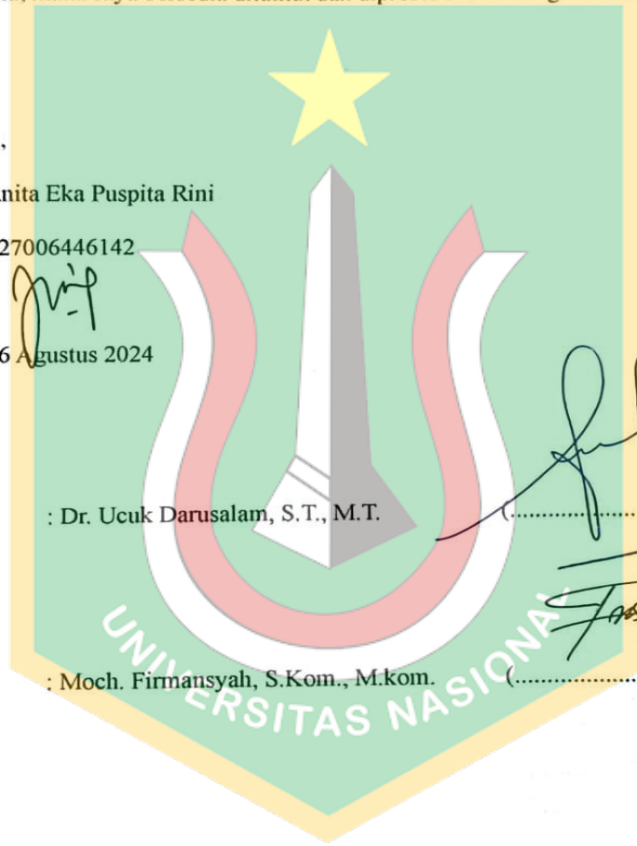 ,
nita Eka Puspita Rini
27006446142
6 Agustus 2024
: Dr. Ucuk Darusalam, S.T., M.T. (....................
: Moch. Firmansyah, S.Kom., M.kom. (....................
UNIVERSITAS NASIONAL